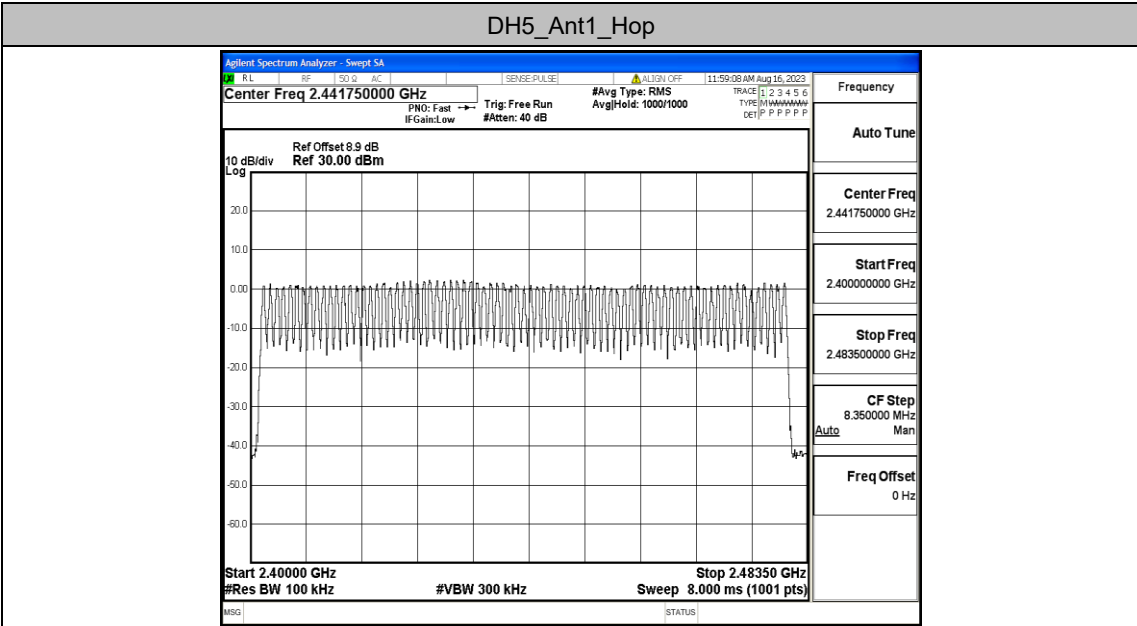 DH5_Ant1_Hop
Agilent Spectrum Analyzer - Swept SA
LXI RL RF 50 Ω AC SENSE:PULSE ALIGN OFF 11:59:08 AM Aug 16, 2023
Center Freq 2.441750000 GHz #Avg Type: RMS TRACE 1 2 3 4 5 6
PNO: Fast Trig: Free Run Avg|Hold: 1000/1000 TYPE M WWWWW
IFGain:Low #Atten: 40 dB DET P P P P P P
Frequency
Auto Tune
Ref Offset 8.9 dB
10 dB/div Ref 30.00 dBm
Log
20.0
10.0
0.00
-10.0
-20.0
-30.0
-40.0
-50.0
-60.0
Center Freq
2.441750000 GHz
Start Freq
2.400000000 GHz
Stop Freq
2.483500000 GHz
CF Step
8.350000 MHz
Auto Man
Freq Offset
0 Hz
Start 2.40000 GHz Stop 2.48350 GHz
#Res BW 100 kHz #VBW 300 kHz Sweep 8.000 ms (1001 pts)
MSG STATUS